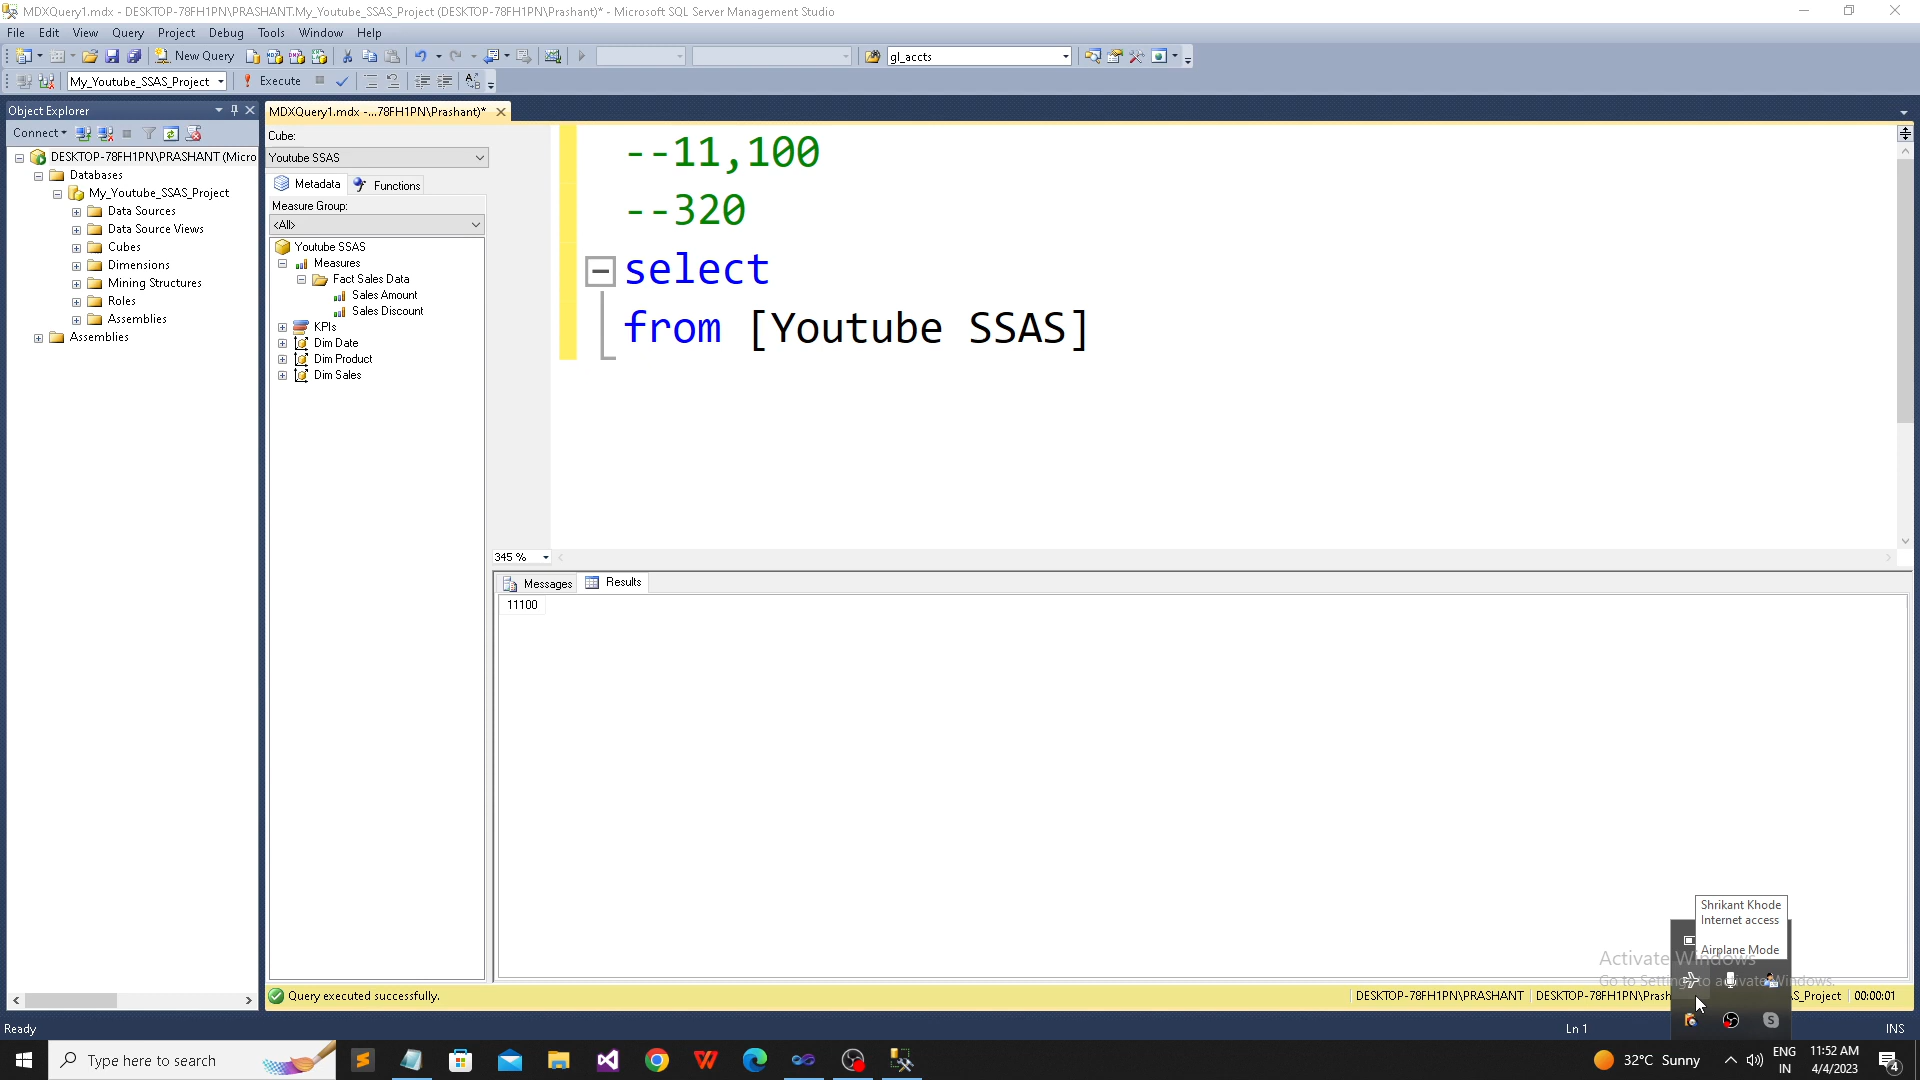 MDXQuery1.mdx - DESKTOP-78FH1PN\PRASHANT.My_Youtube_SSAS_Project (DESKTOP-78FH1PN\Prashant)* - Microsoft SQL Server Management Studio
File Edit View Query Project Debug Tools Window Help
New Query gl_accts
My_Youtube_SSAS_Project Execute
Object Explorer
Connect
DESKTOP-78FH1PN\PRASHANT (Micro
Databases
My_Youtube_SSAS_Project
Data Sources
Data Source Views
Cubes
Dimensions
Mining Structures
Roles
Assemblies
Assemblies
MDXQuery1.mdx -...78FH1PN\Prashant)*
Cube:
Youtube SSAS
Metadata Functions
Measure Group:
<All>
Youtube SSAS
Measures
Fact Sales Data
Sales Amount
Sales Discount
KPIs
Dim Date
Dim Product
Dim Sales
--11,100
--320
select
from [Youtube SSAS]
345 %
Messages Results
11100
Shrikant Khode
Internet access
Airplane Mode
Activate Windows
Query executed successfully. DESKTOP-78FH1PN\PRASHANT DESKTOP-78FH1PN\Prash S_Project 00:00:01
Ready Ln 1 INS
Type here to search 32°C Sunny ENG IN 11:52 AM 4/4/2023 4